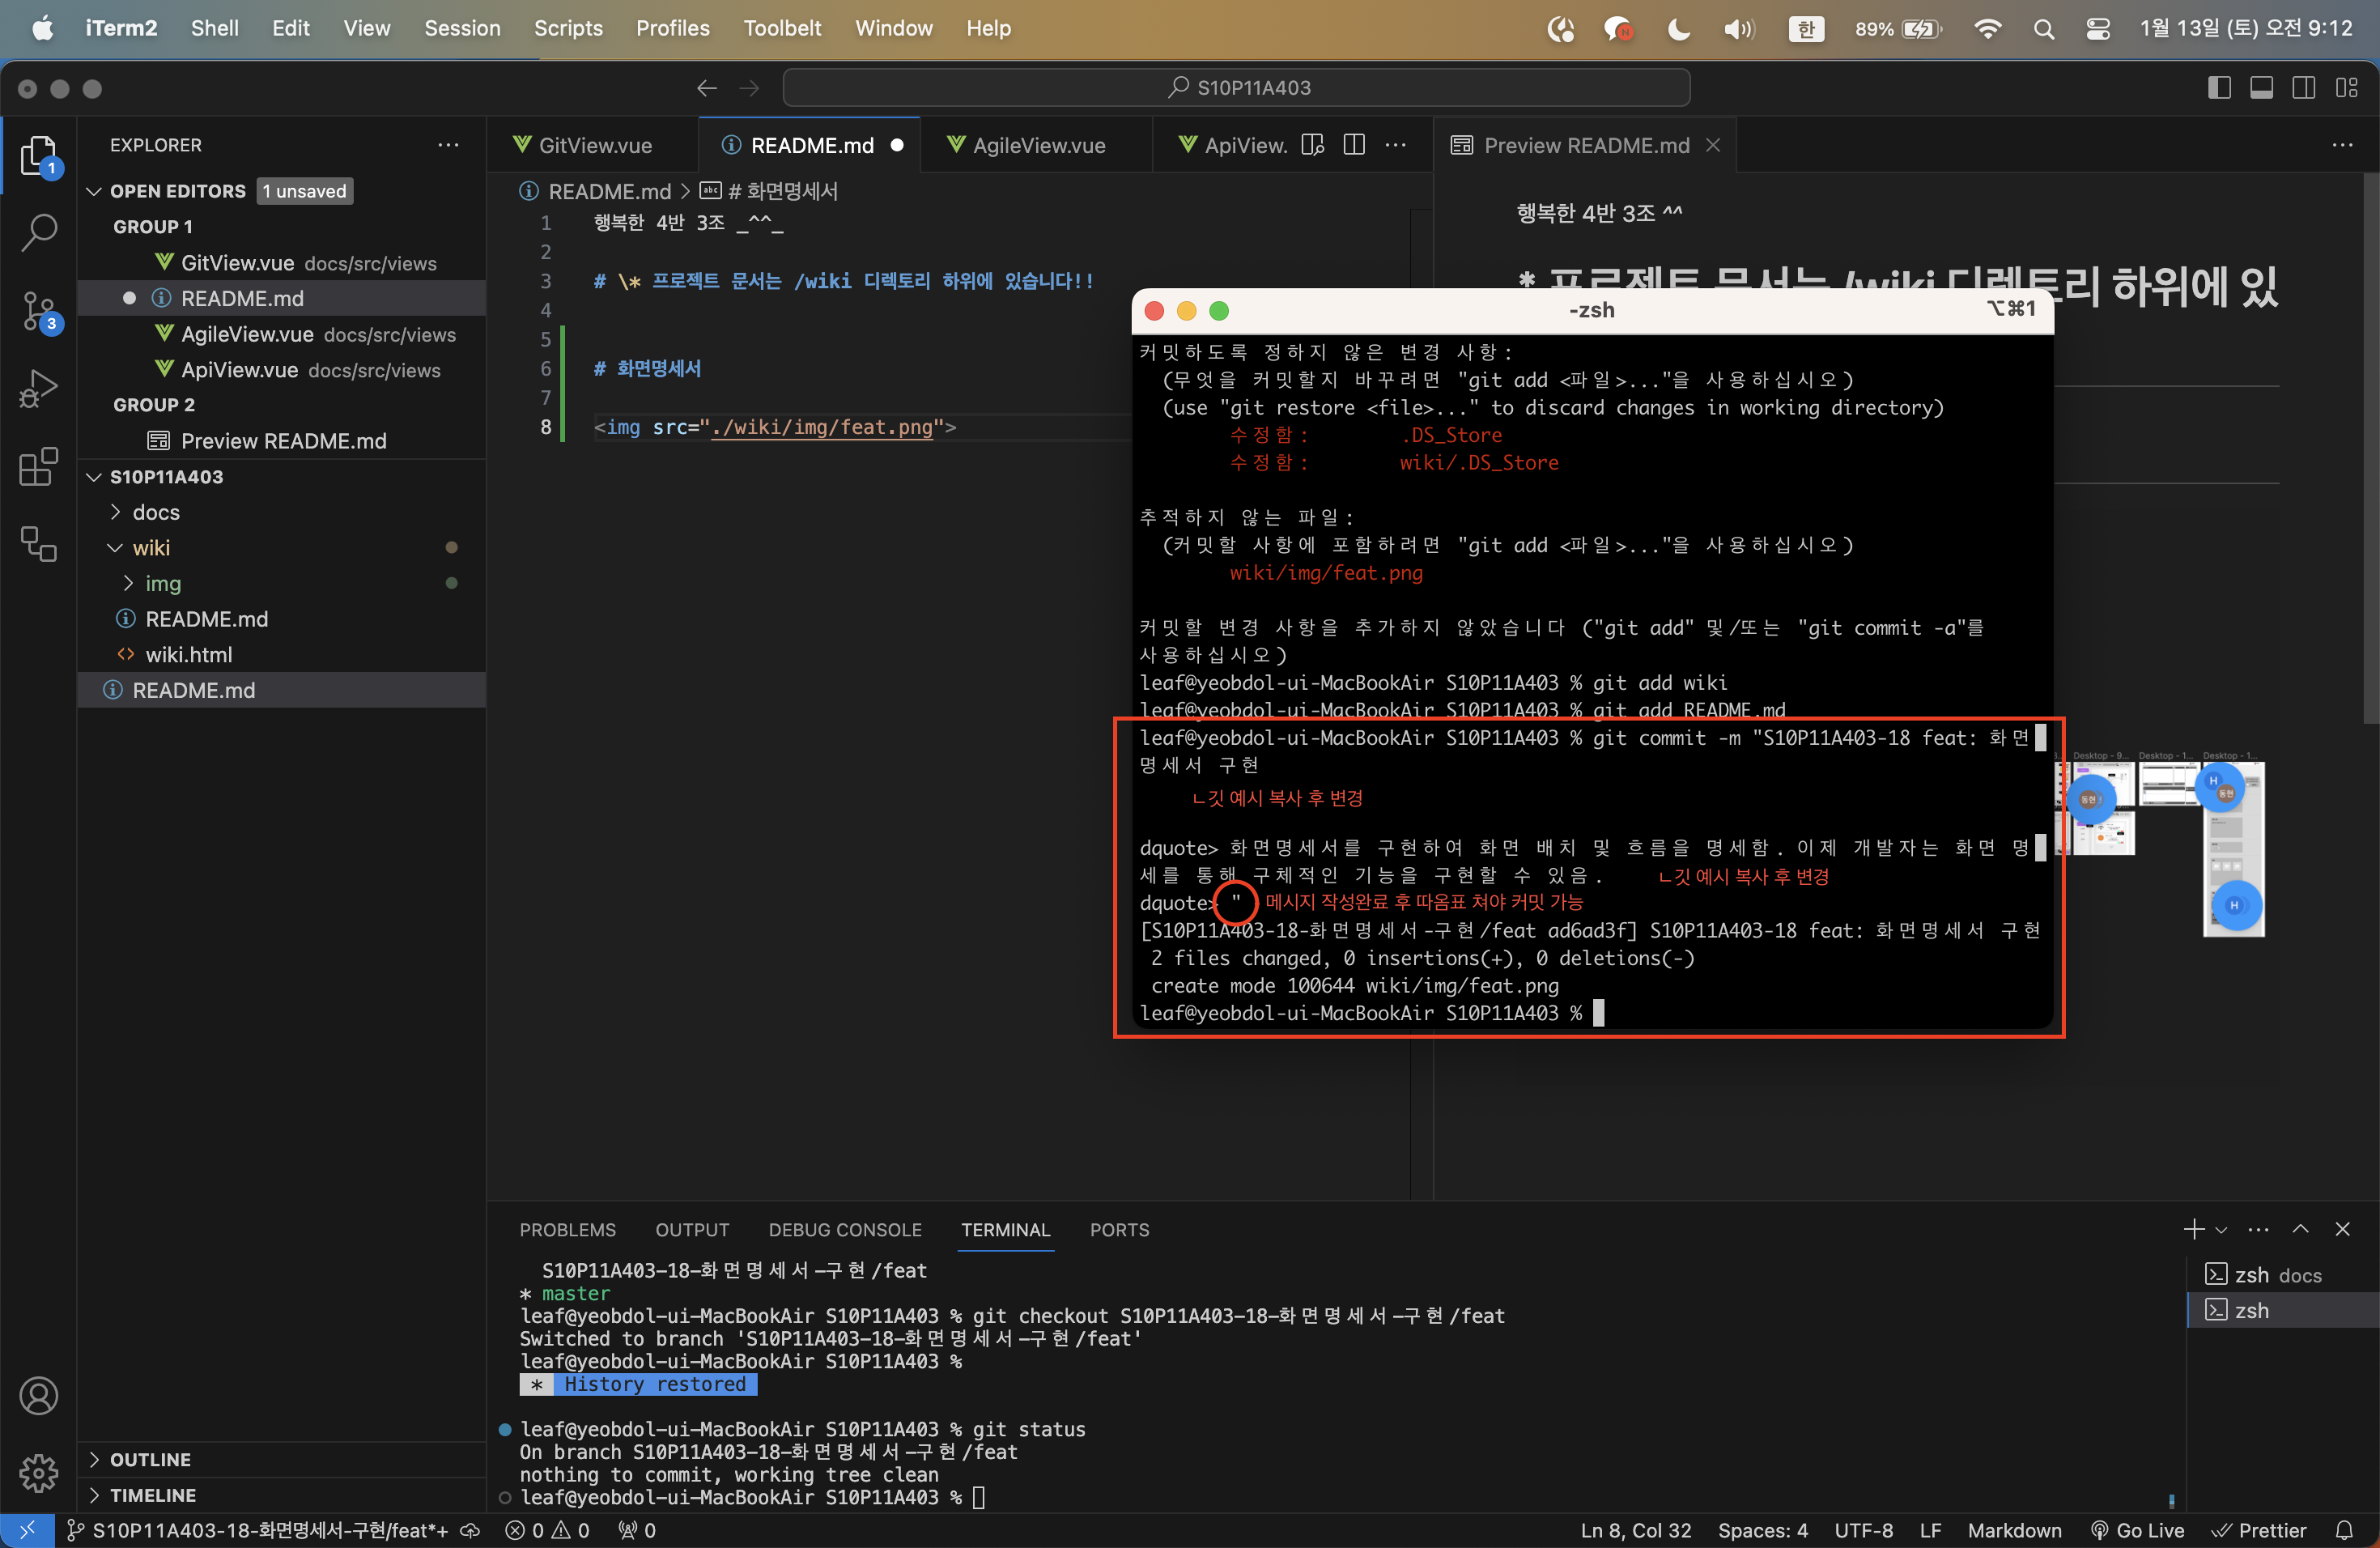 iTerm2 Shell Edit View Session Scripts Profiles Toolbelt Window Help
한 89% 1월 13일 (토) 오전 9:12
S10P11A403
EXPLORER
OPEN EDITORS 1 unsaved
GROUP 1
GitView.vue docs/src/views
README.md
AgileView.vue docs/src/views
ApiView.vue docs/src/views
GROUP 2
Preview README.md
S10P11A403
docs
wiki
img
README.md
wiki.html
README.md
OUTLINE
TIMELINE
1
3
GitView.vue README.md AgileView.vue ApiView.
README.md > # 화면명세서
1 행복한 4반 3조 _^^_
2
3 # \* 프로젝트 문서는 /wiki 디렉토리 하위에 있습니다!!
4
5
6 # 화면명세서
7
8 <img src="./wiki/img/feat.png">
Preview README.md
행복한 4반 3조 ^^
* 프로젝트 문서는 /wiki 디렉토리 하위에 있
-zsh ⌥⌘1
커밋하도록 정하지 않은 변경 사항:
(무엇을 커밋할지 바꾸려면 "git add <파일>..."을 사용하십시오)
(use "git restore <file>..." to discard changes in working directory)
수정함: .DS_Store
수정함: wiki/.DS_Store
추적하지 않는 파일:
(커밋할 사항에 포함하려면 "git add <파일>..."을 사용하십시오)
wiki/img/feat.png
커밋할 변경 사항을 추가하지 않았습니다 ("git add" 및/또는 "git commit -a"를
사용하십시오)
leaf@yeobdol-ui-MacBookAir S10P11A403 % git add wiki
leaf@yeobdol-ui-MacBookAir S10P11A403 % git add README.md
leaf@yeobdol-ui-MacBookAir S10P11A403 % git commit -m "S10P11A403-18 feat: 화면
명세서 구현
ㄴ깃 예시 복사 후 변경
dquote> 화면명세서를 구현하여 화면 배치 및 흐름을 명세함. 이제 개발자는 화면 명
세를 통해 구체적인 기능을 구현할 수 있음. ㄴ깃 예시 복사 후 변경
dquote> " 메시지 작성완료 후 따옴표 쳐야 커밋 가능
[S10P11A403-18-화면명세서-구현/feat ad6ad3f] S10P11A403-18 feat: 화면명세서 구현
2 files changed, 0 insertions(+), 0 deletions(-)
create mode 100644 wiki/img/feat.png
leaf@yeobdol-ui-MacBookAir S10P11A403 %
Desktop - 9... Desktop - 1... Desktop - 1...
동현
H
동현
H
PROBLEMS OUTPUT DEBUG CONSOLE TERMINAL PORTS
S10P11A403-18-화면명세서-구현/feat
* master
leaf@yeobdol-ui-MacBookAir S10P11A403 % git checkout S10P11A403-18-화면명세서-구현/feat
Switched to branch 'S10P11A403-18-화면명세서-구현/feat'
leaf@yeobdol-ui-MacBookAir S10P11A403 %
* History restored
leaf@yeobdol-ui-MacBookAir S10P11A403 % git status
On branch S10P11A403-18-화면명세서-구현/feat
nothing to commit, working tree clean
leaf@yeobdol-ui-MacBookAir S10P11A403 %
zsh docs
zsh
S10P11A403-18-화면명세서-구현/feat*+ 0 0 0 Ln 8, Col 32 Spaces: 4 UTF-8 LF Markdown Go Live Prettier